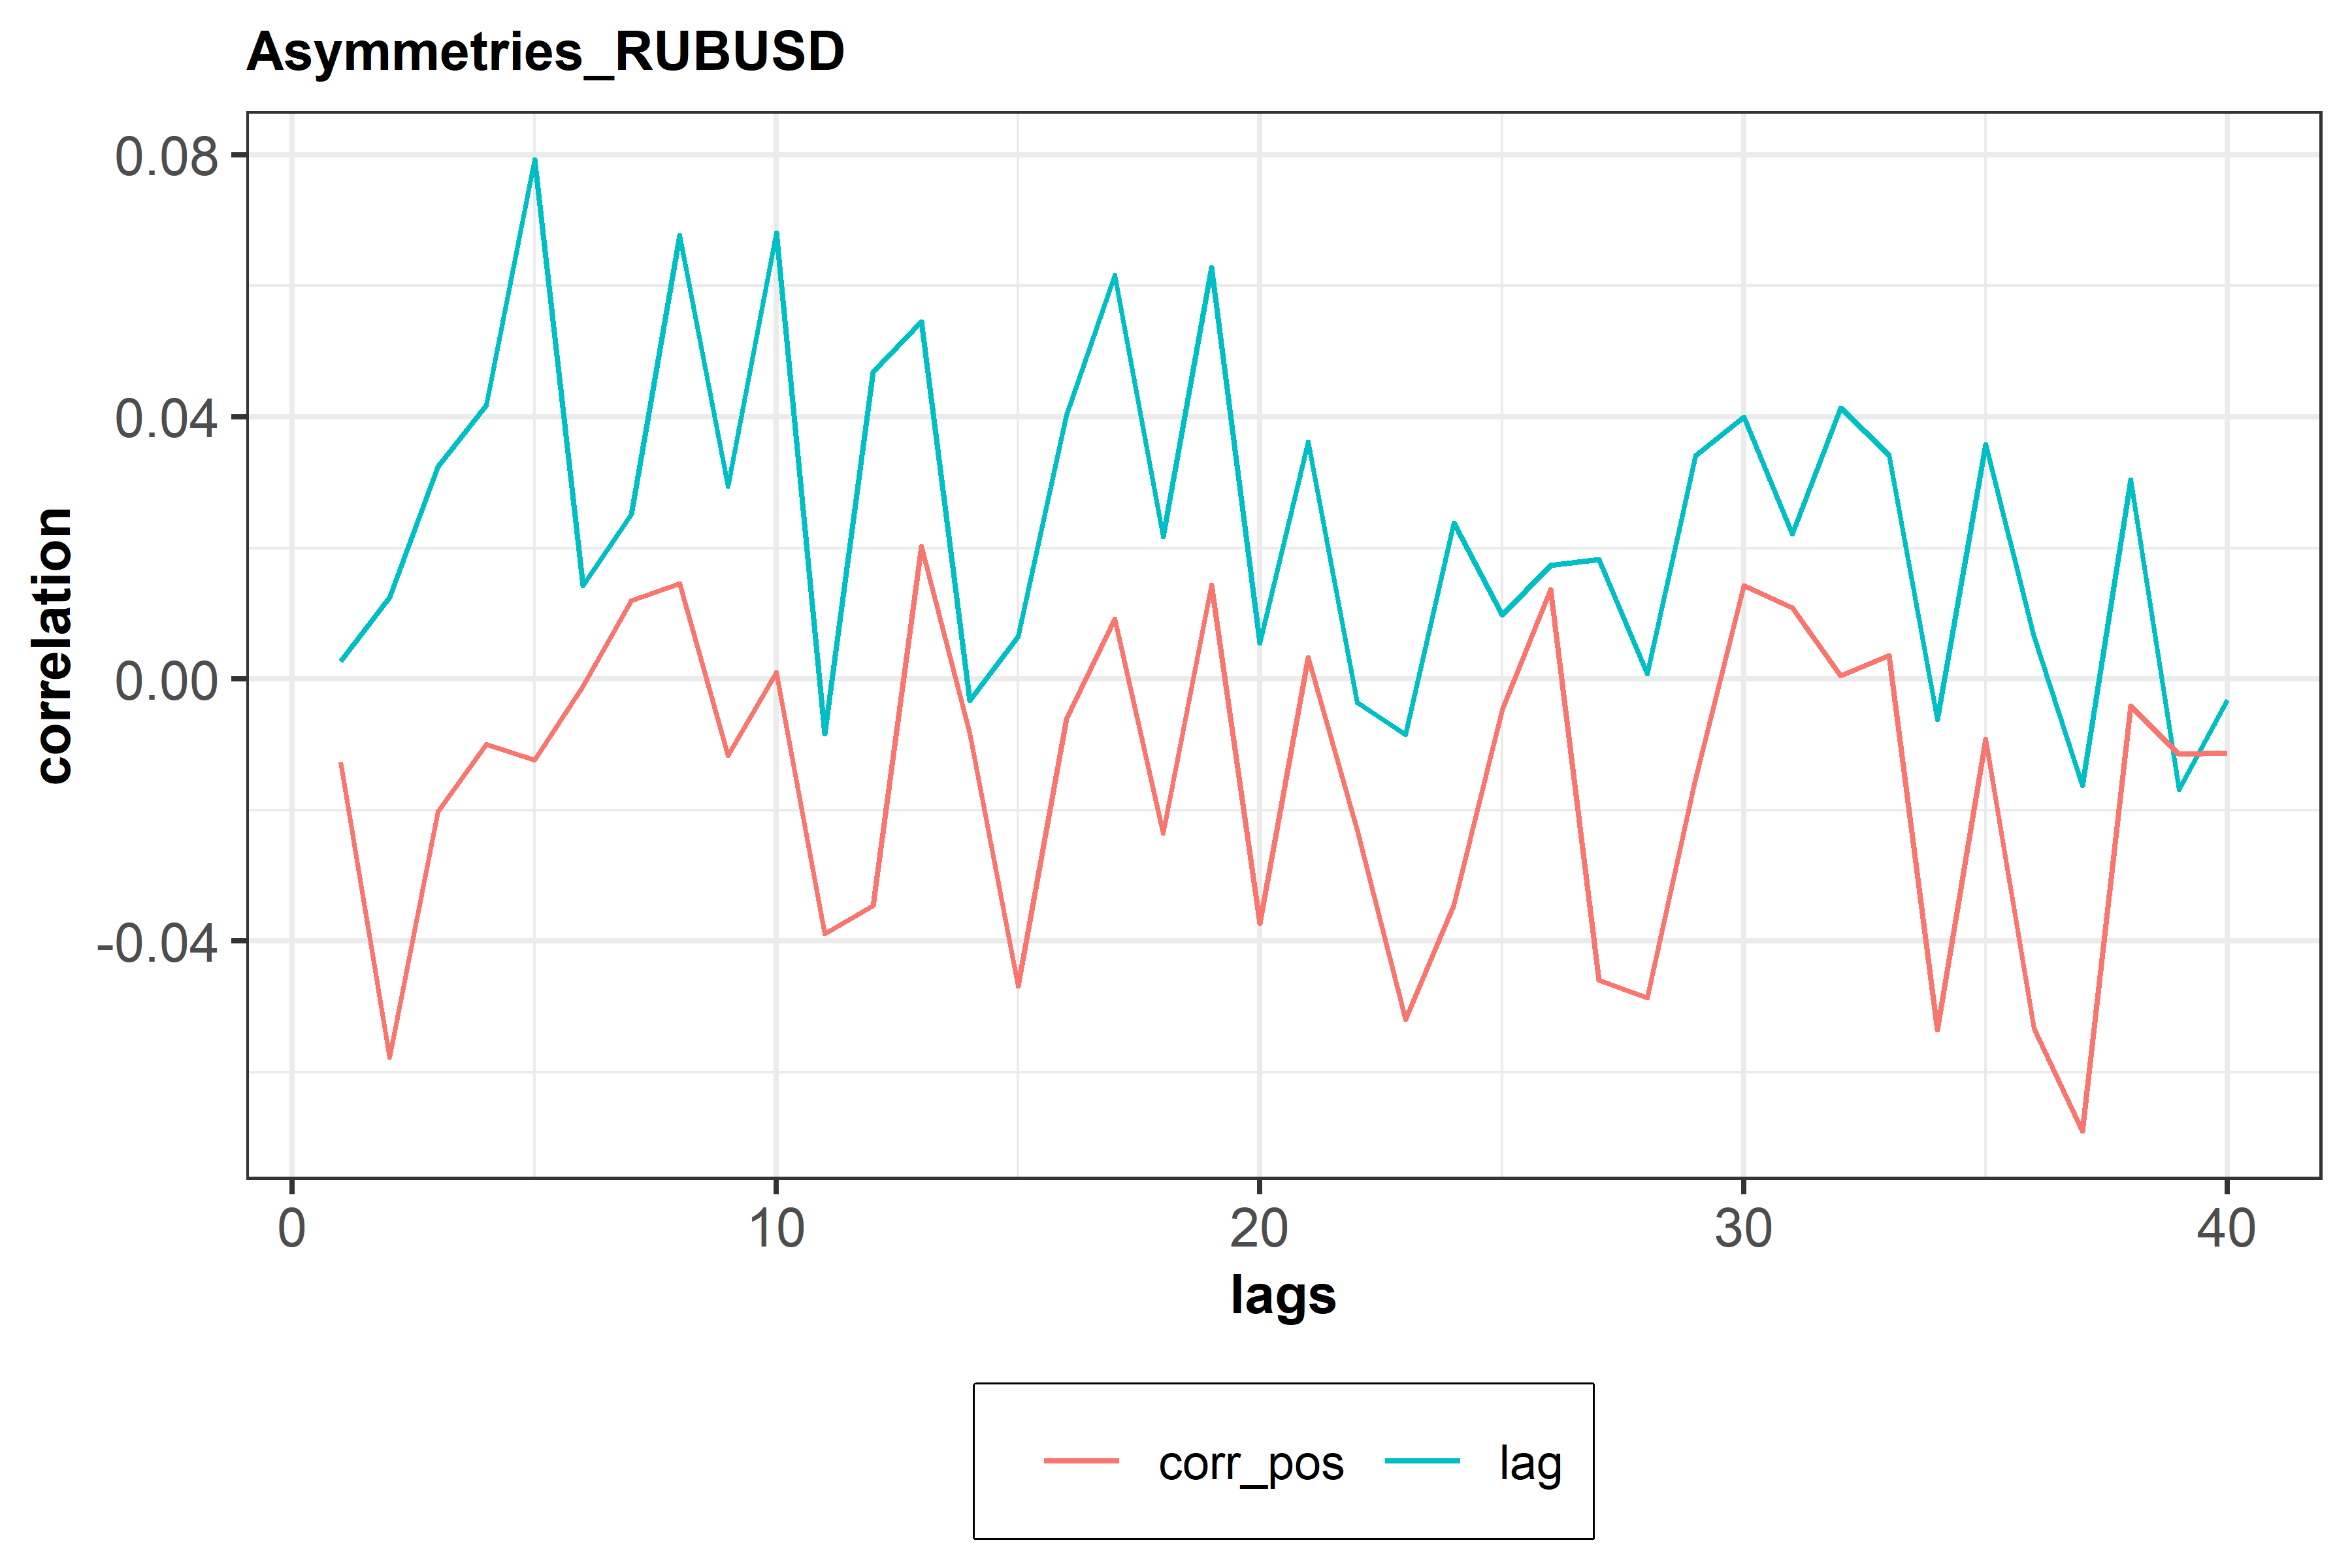 Asymmetries_RUBUSD
0.08
0.04
0.00
-0.04
correlation
0 10 20 30 40
lags
corr_pos lag